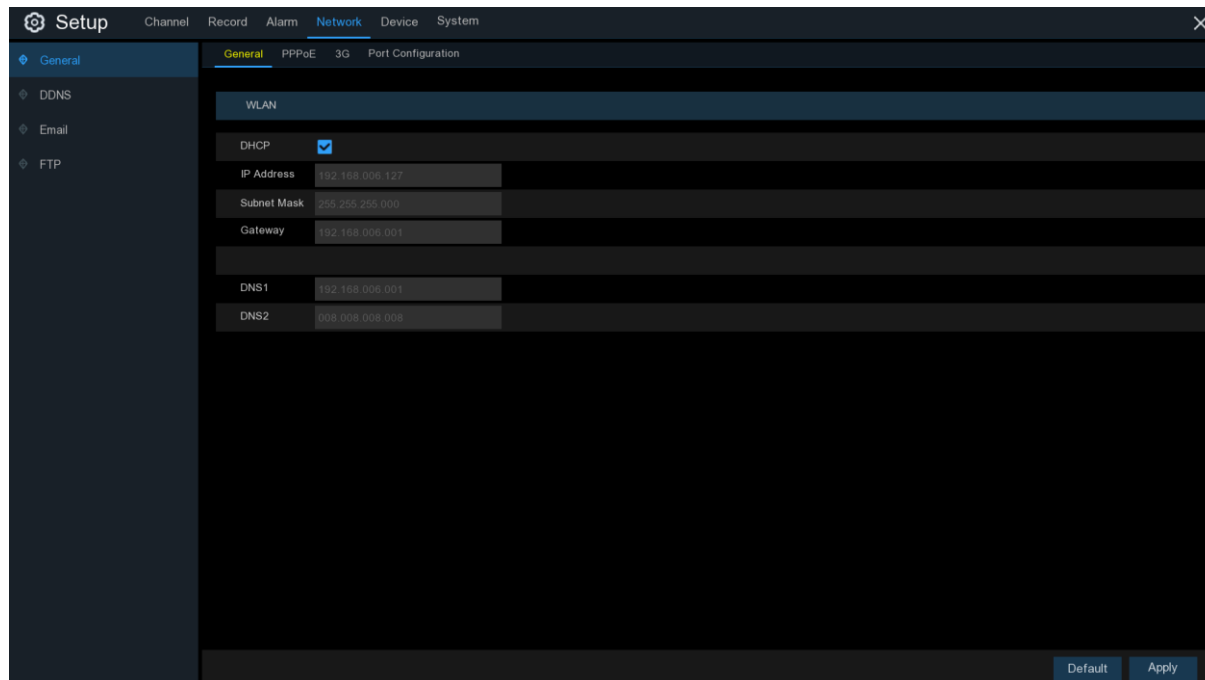 Setup Channel Record Alarm Network Device System
General PPPoE 3G Port Configuration
General
DDNS
Email
FTP
WLAN
DHCP
IP Address 192.168.006.127
Subnet Mask 255.255.255.000
Gateway 192.168.006.001
DNS1 192.168.006.001
DNS2 008.008.008.008
Default Apply